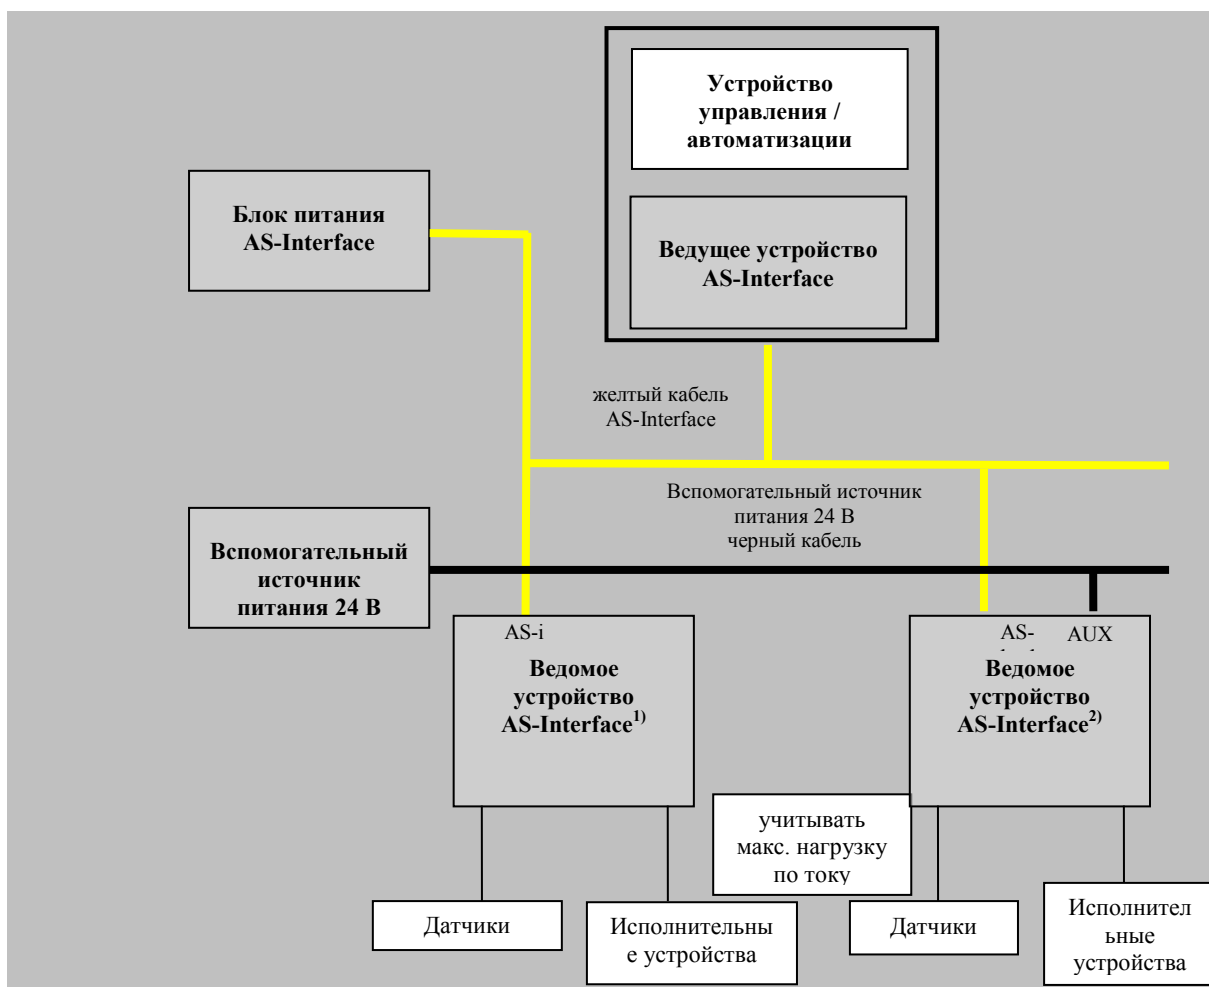 Устройство
управления /
автоматизации
Блок питания
AS-Interface
Ведущее устройство
AS-Interface
желтый кабель
AS-Interface
Вспомогательный источник
питания 24 В
черный кабель
Вспомогательный
источник
питания 24 В
AS-i
Ведомое
устройство
AS-Interface1)
AS-
AUX
Ведомое
устройство
AS-Interface2)
учитывать
макс. нагрузку
по току
Датчики
Исполнительны
е устройства
Датчики
Исполнител
ьные
устройства